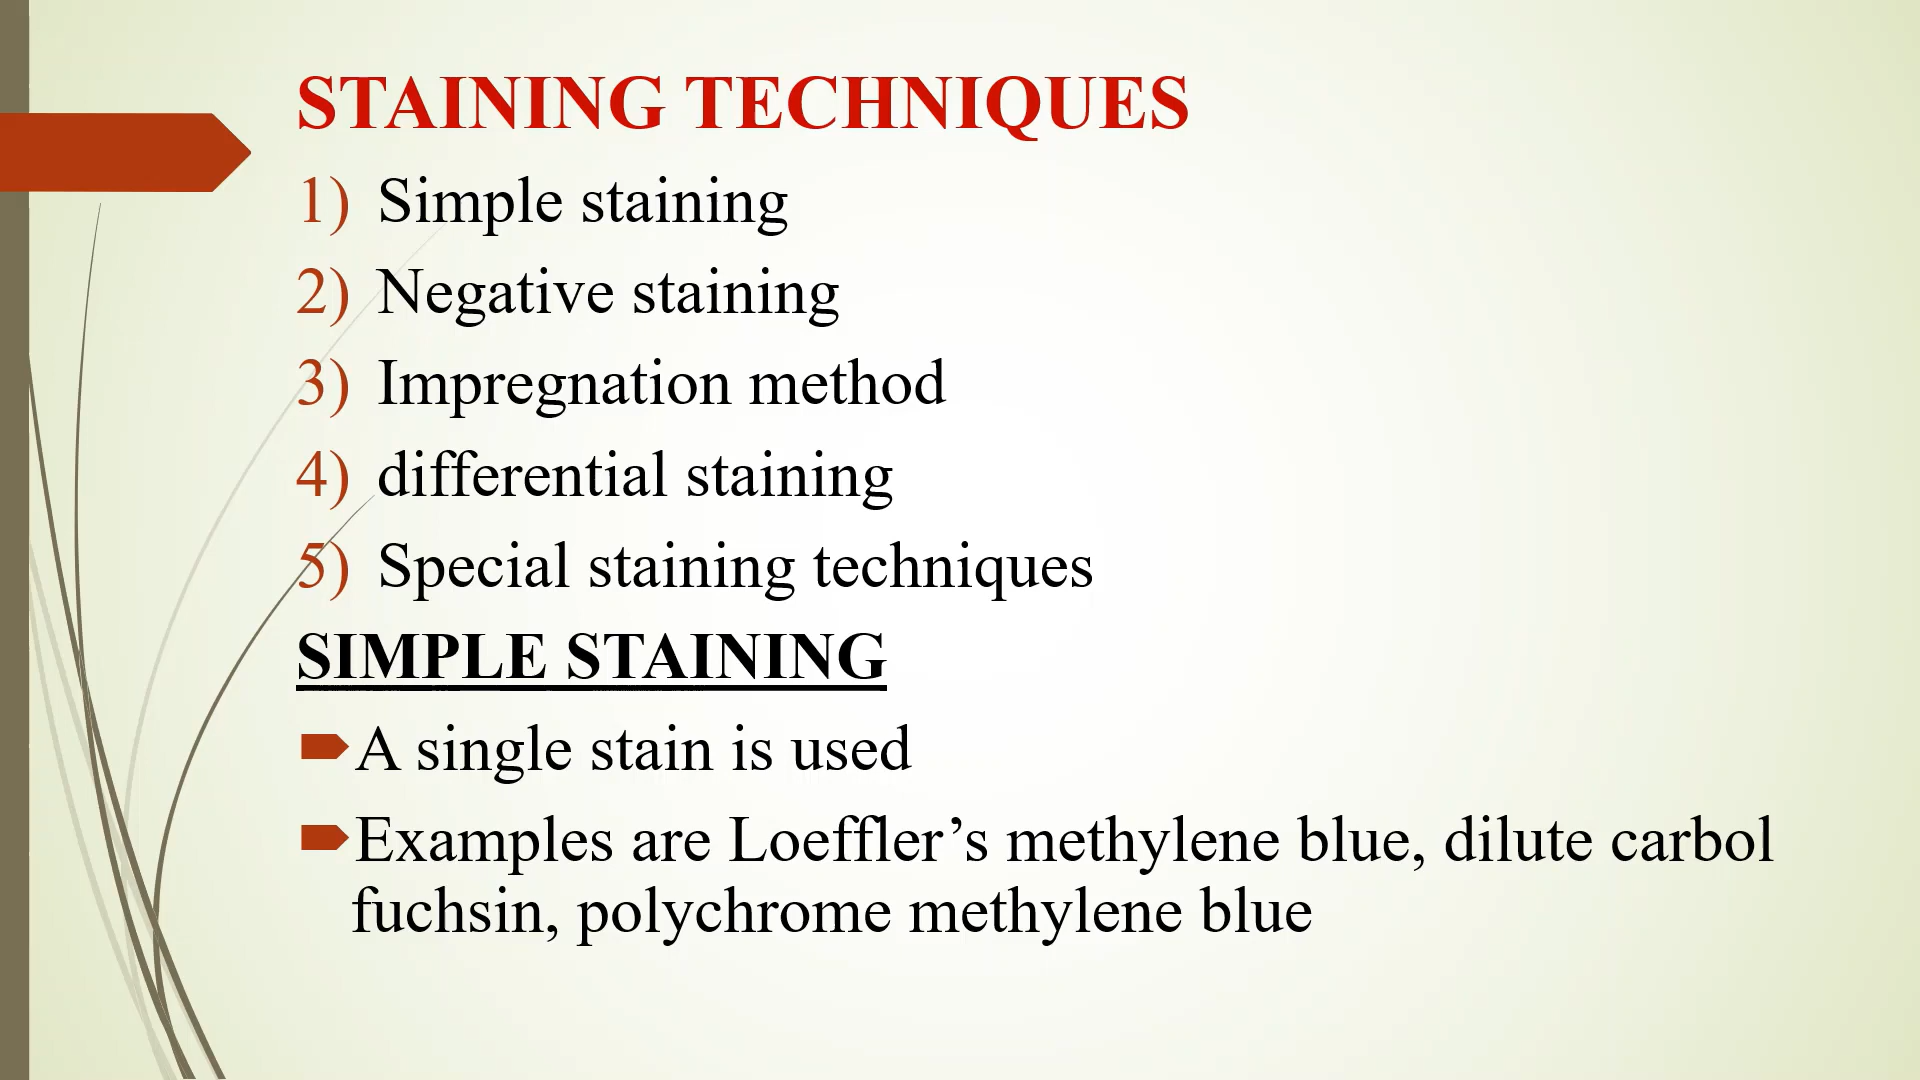 STAINING TECHNIQUES
1) Simple staining
2) Negative staining
3) Impregnation method
4) differential staining
5) Special staining techniques
SIMPLE STAINING
A single stain is used
Examples are Loeffler’s methylene blue, dilute carbol
fuchsin, polychrome methylene blue